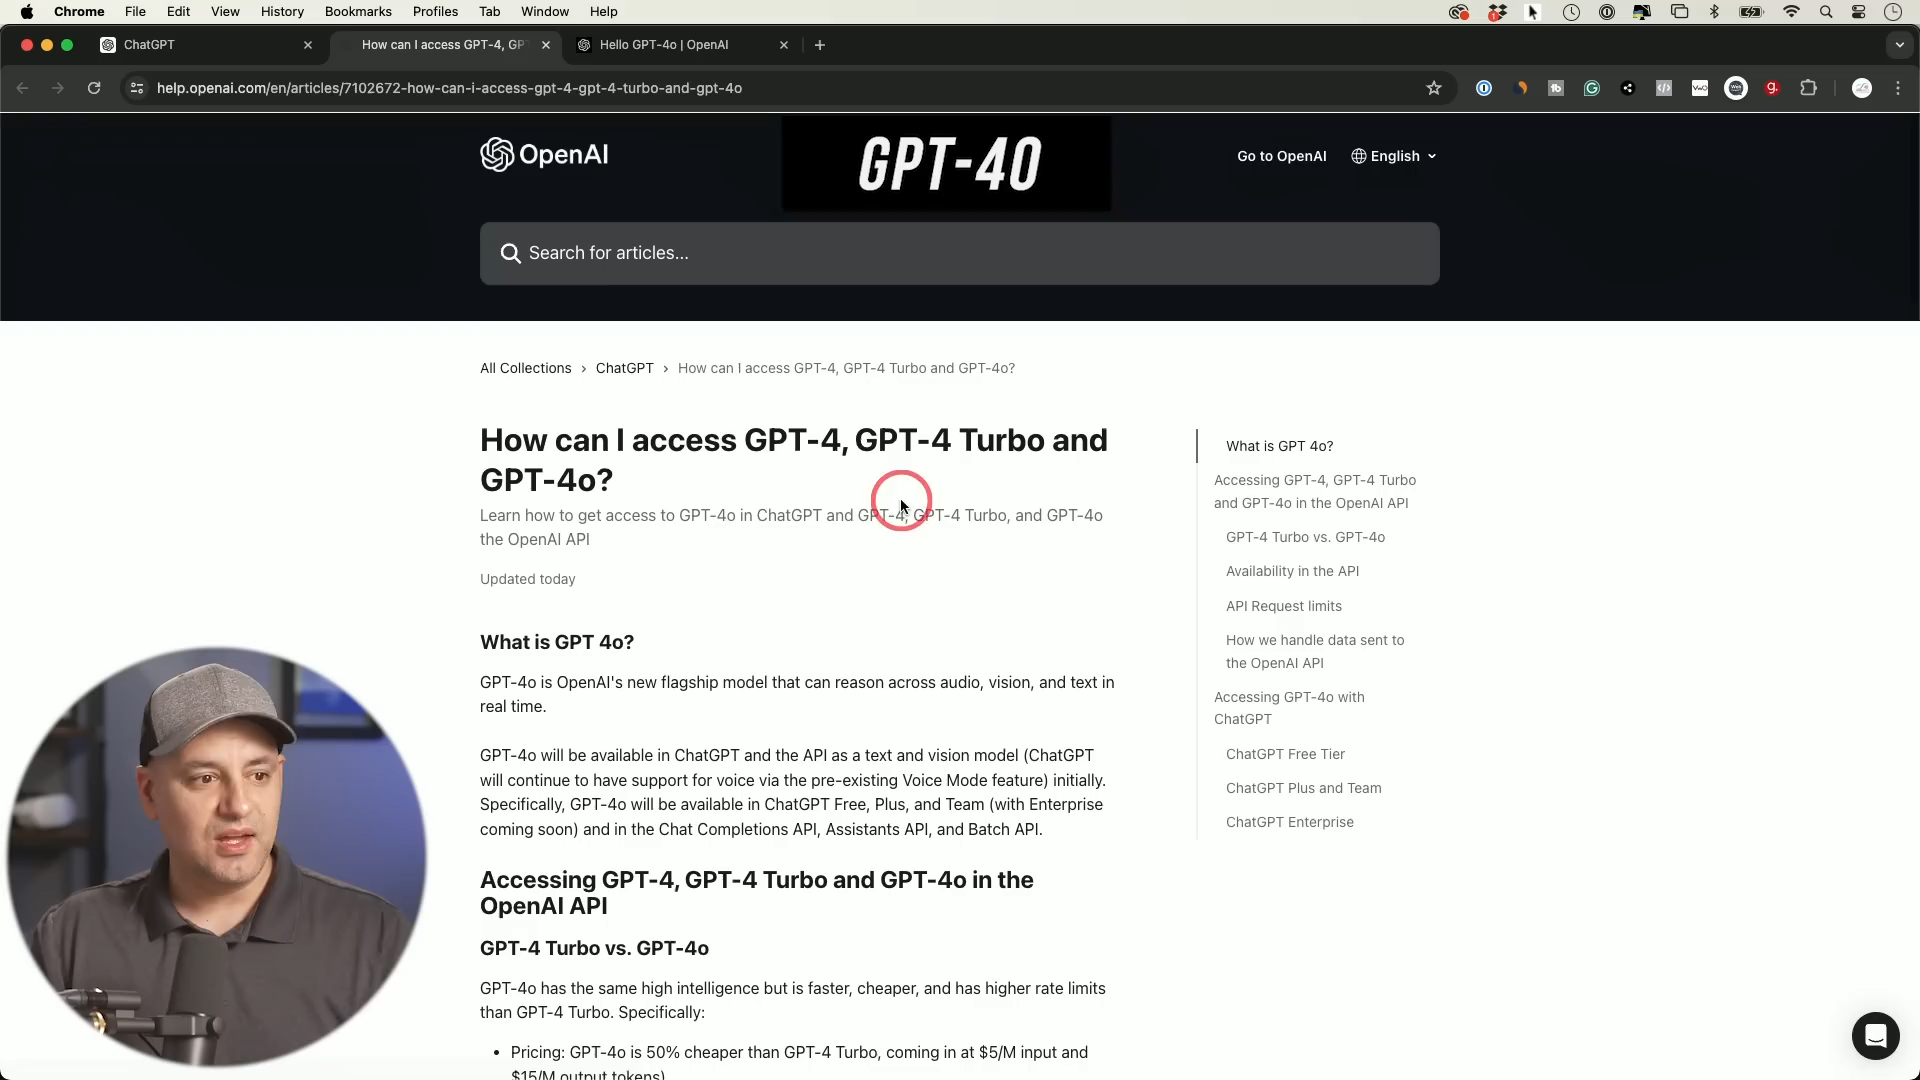 Chrome File Edit View History Bookmarks Profiles Tab Window Help
ChatGPT
How can I access GPT-4, GP
Hello GPT-4o | OpenAI
help.openai.com/en/articles/7102672-how-can-i-access-gpt-4-gpt-4-turbo-and-gpt-4o
OpenAI
GPT-4O
Go to OpenAI
English
Search for articles...
All Collections > ChatGPT > How can I access GPT-4, GPT-4 Turbo and GPT-4o?
How can I access GPT-4, GPT-4 Turbo and
GPT-4o?
Learn how to get access to GPT-4o in ChatGPT and GPT-4, GPT-4 Turbo, and GPT-4o
the OpenAI API
Updated today
What is GPT 4o?
GPT-4o is OpenAI's new flagship model that can reason across audio, vision, and text in
real time.
GPT-4o will be available in ChatGPT and the API as a text and vision model (ChatGPT
will continue to have support for voice via the pre-existing Voice Mode feature) initially.
Specifically, GPT-4o will be available in ChatGPT Free, Plus, and Team (with Enterprise
coming soon) and in the Chat Completions API, Assistants API, and Batch API.
Accessing GPT-4, GPT-4 Turbo and GPT-4o in the
OpenAI API
GPT-4 Turbo vs. GPT-4o
GPT-4o has the same high intelligence but is faster, cheaper, and has higher rate limits
than GPT-4 Turbo. Specifically:
• Pricing: GPT-4o is 50% cheaper than GPT-4 Turbo, coming in at $5/M input and
$15/M output tokens)
What is GPT 4o?
Accessing GPT-4, GPT-4 Turbo
and GPT-4o in the OpenAI API
GPT-4 Turbo vs. GPT-4o
Availability in the API
API Request limits
How we handle data sent to
the OpenAI API
Accessing GPT-4o with
ChatGPT
ChatGPT Free Tier
ChatGPT Plus and Team
ChatGPT Enterprise